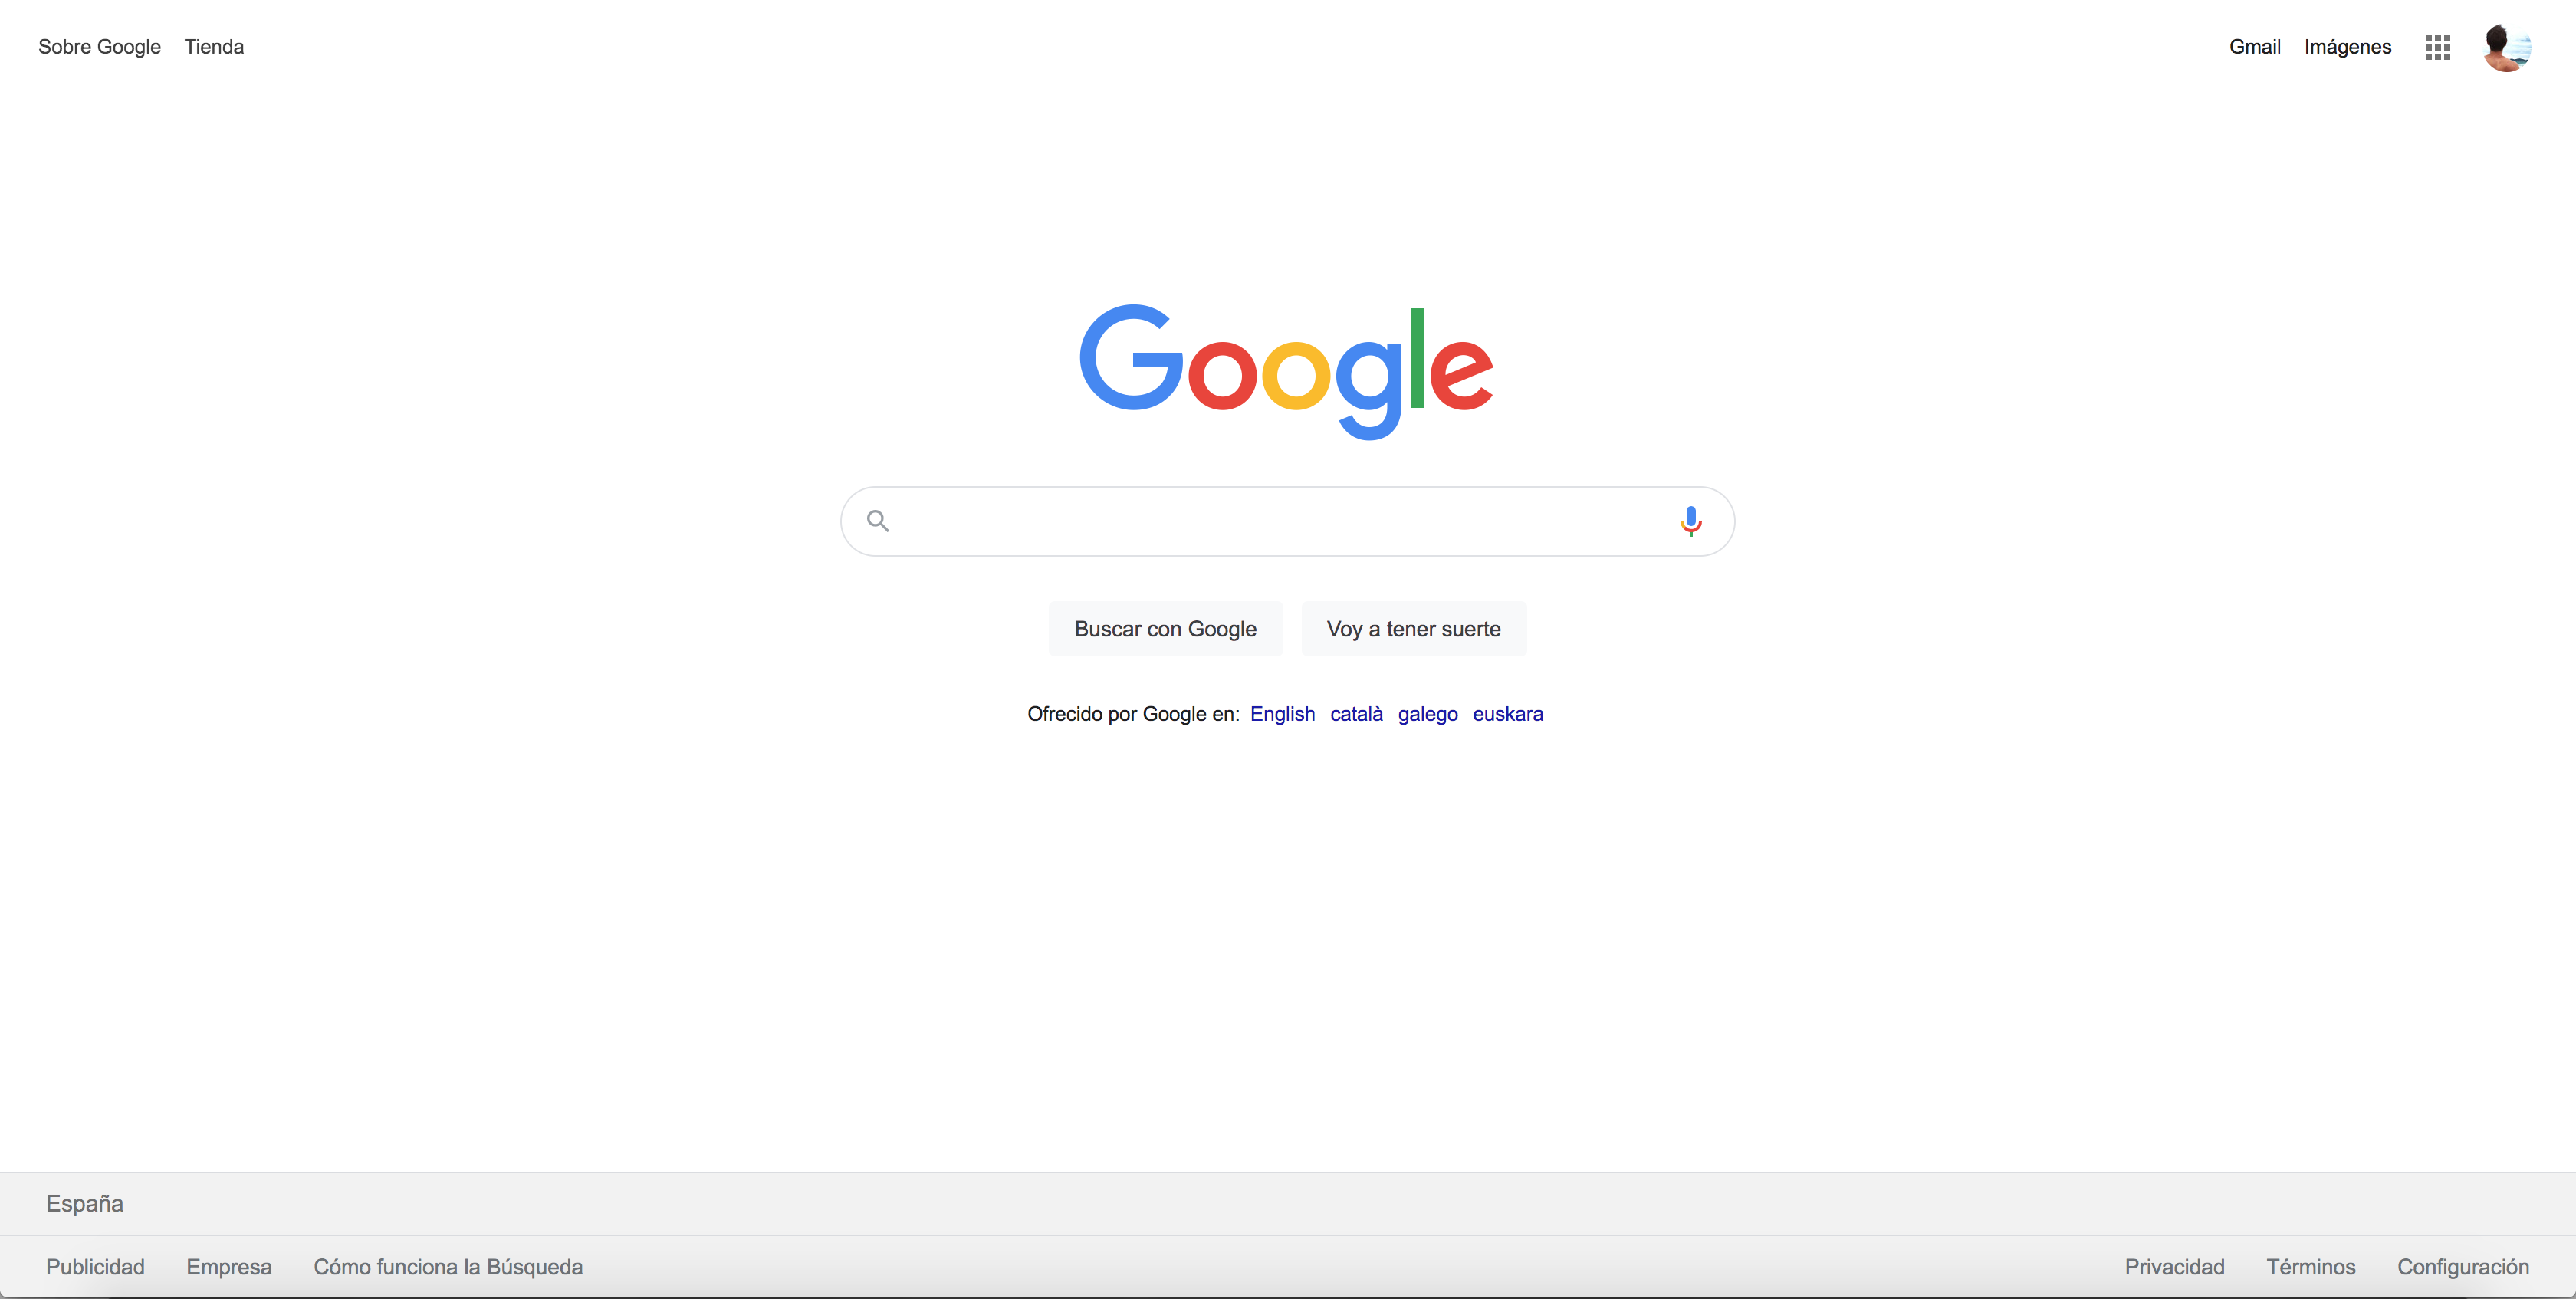 Sobre Google Tienda Gmail Imágenes
Google
Buscar con Google Voy a tener suerte
Ofrecido por Google en: English català galego euskara
España
Publicidad Empresa Cómo funciona la Búsqueda Privacidad Términos Configuración